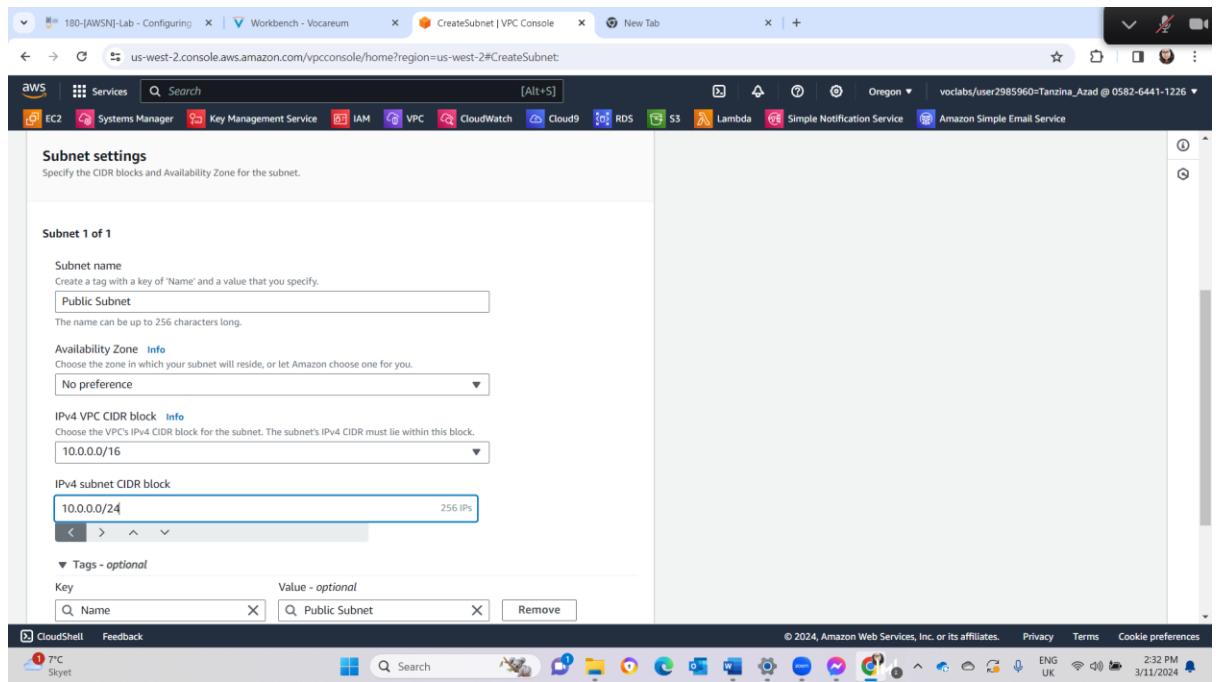 180-[AWSN]-Lab - Configuring
Workbench - Vocareum
CreateSubnet | VPC Console
New Tab
us-west-2.console.aws.amazon.com/vpcconsole/home?region=us-west-2#CreateSubnet:
aws
Services
Search
[Alt+S]
Oregon
voclabs/user2985960=Tanzina_Azad @ 0582-6441-1226
EC2
Systems Manager
Key Management Service
IAM
VPC
CloudWatch
Cloud9
RDS
S3
Lambda
Simple Notification Service
Amazon Simple Email Service
Subnet settings
Specify the CIDR blocks and Availability Zone for the subnet.
Subnet 1 of 1
Subnet name
Create a tag with a key of 'Name' and a value that you specify.
Public Subnet
The name can be up to 256 characters long.
Availability Zone Info
Choose the zone in which your subnet will reside, or let Amazon choose one for you.
No preference
IPv4 VPC CIDR block Info
Choose the VPC's IPv4 CIDR block for the subnet. The subnet's IPv4 CIDR must lie within this block.
10.0.0.0/16
IPv4 subnet CIDR block
10.0.0.0/24
256 IPs
Tags - optional
Key
Value - optional
Name
Public Subnet
Remove
CloudShell
Feedback
© 2024, Amazon Web Services, Inc. or its affiliates.
Privacy
Terms
Cookie preferences
1
7°C
Skyet
Search
1
ENG
UK
2:32 PM
3/11/2024